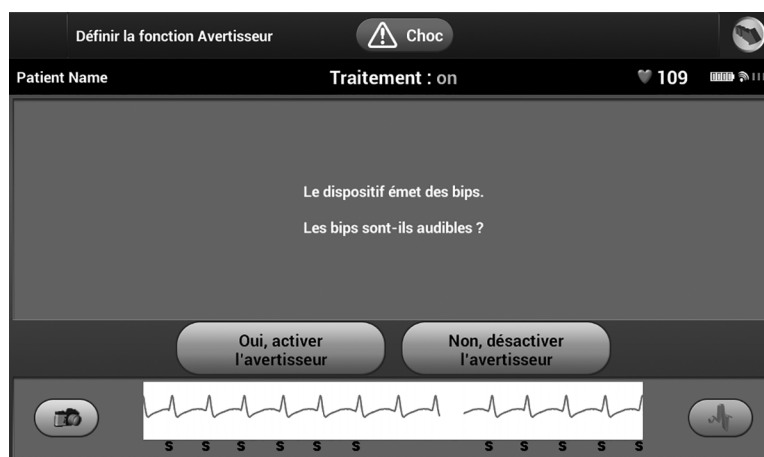 Définir la fonction Avertisseur
Choc
Patient Name
Traitement : on
109
Le dispositif émet des bips.
Les bips sont-ils audibles ?
Oui, activer
l'avertisseur
Non, désactiver
l'avertisseur
S S S S S S S S S S S